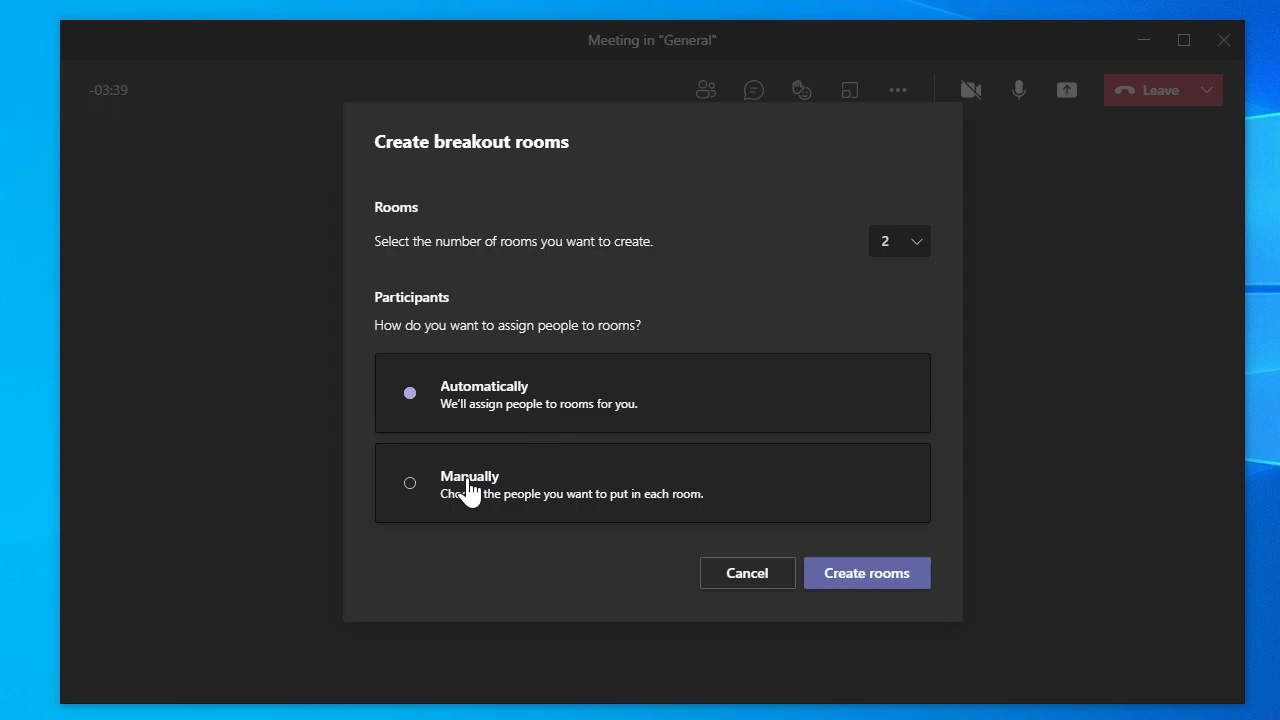 Meeting in "General"
-03:39
Leave
Create breakout rooms
Rooms
Select the number of rooms you want to create.
2
Participants
How do you want to assign people to rooms?
Automatically
We'll assign people to rooms for you.
Manually
the people you want to put in each room.
Cancel
Create rooms